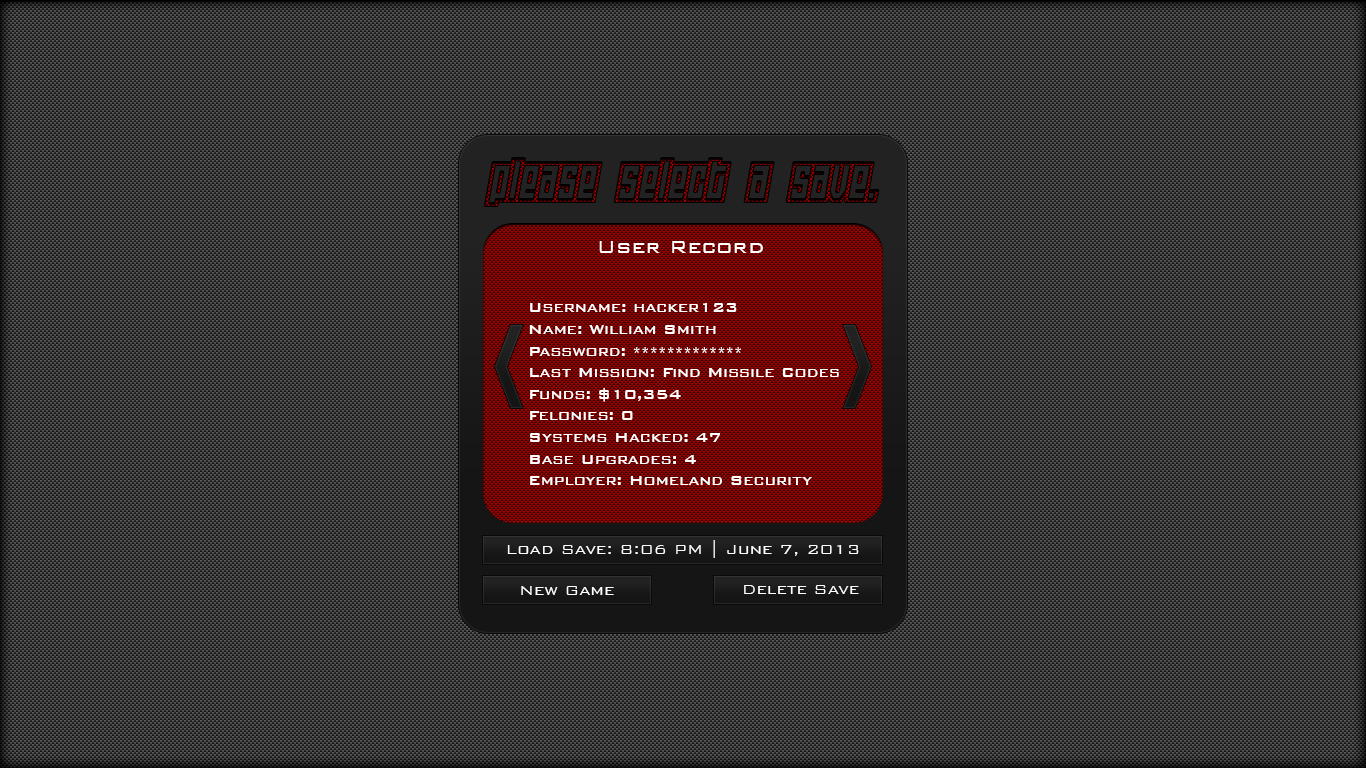 please select a save.
User Record
Username: hacker123
Name: William Smith
Password: *************
Last Mission: Find Missile Codes
Funds: $10,354
Felonies: 0
Systems Hacked: 47
Base Upgrades: 4
Employer: Homeland Security
Load Save: 8:06 PM | June 7, 2013
New Game
Delete Save